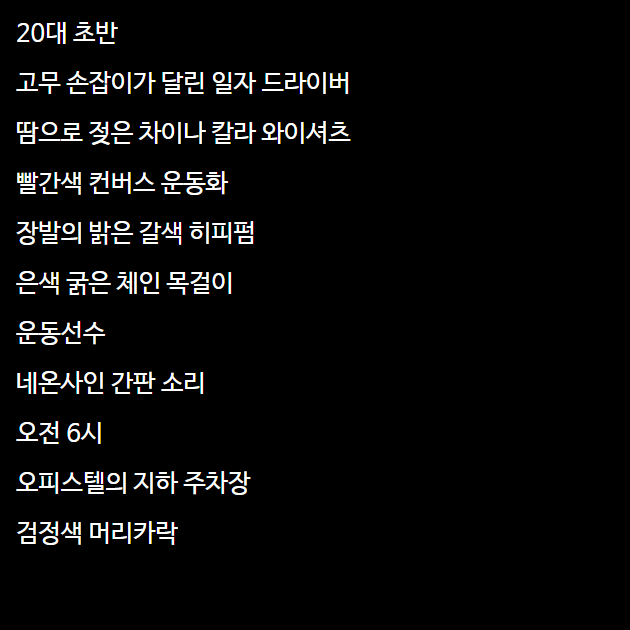 20대 초반
고무 손잡이가 달린 일자 드라이버
땀으로 젖은 차이나 칼라 와이셔츠
빨간색 컨버스 운동화
장발의 밝은 갈색 히피펌
은색 굵은 체인 목걸이
운동선수
네온사인 간판 소리
오전 6시
오피스텔의 지하 주차장
검정색 머리카락